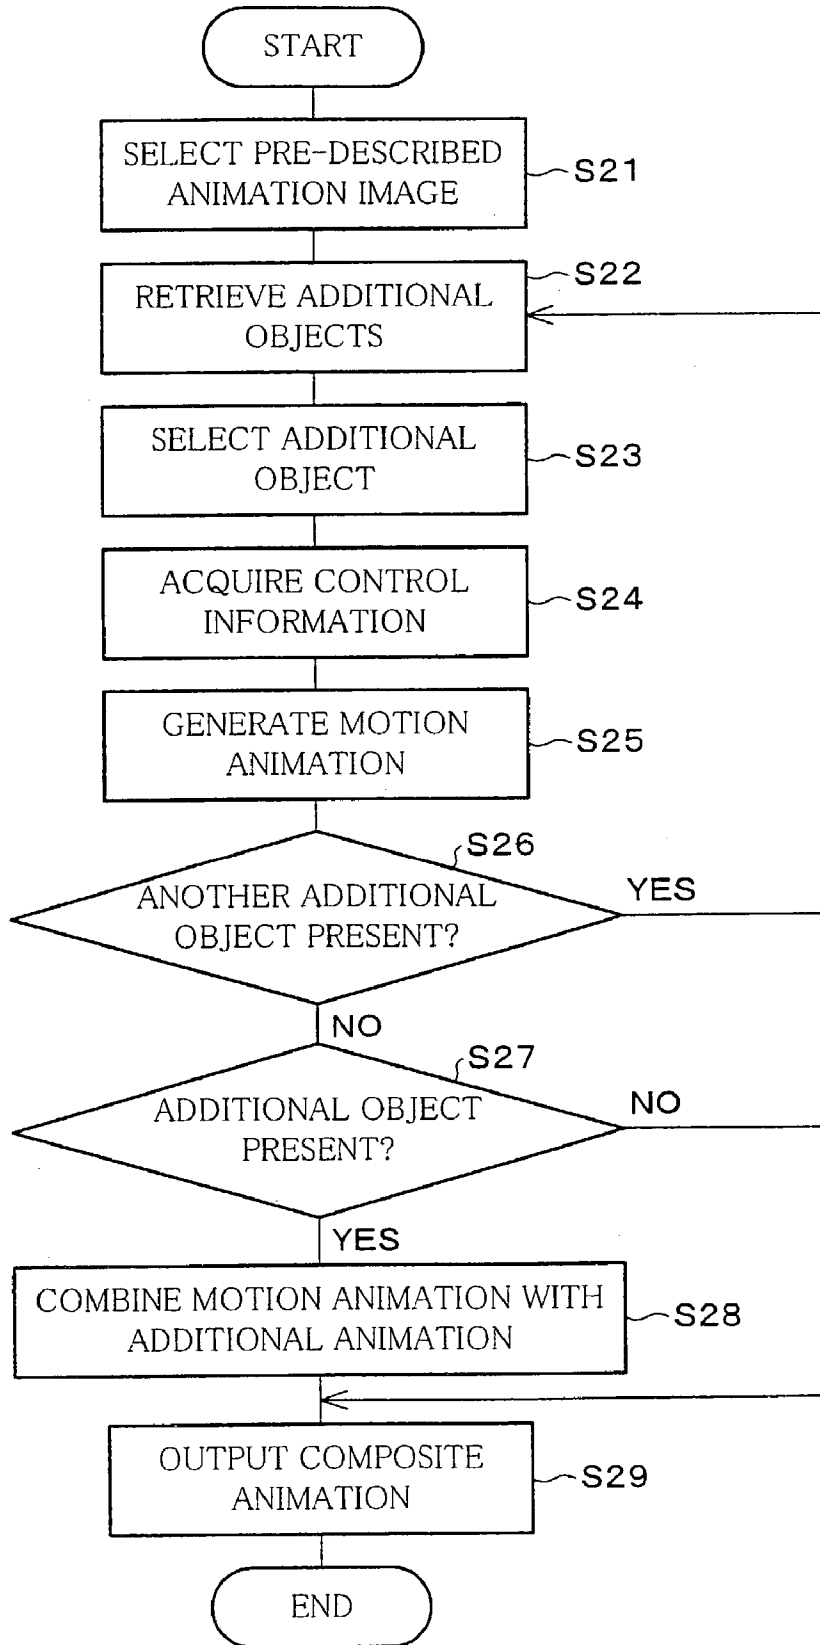 START
SELECT PRE-DESCRIBED
ANIMATION IMAGE
S21
RETRIEVE ADDITIONAL
OBJECTS
S22
SELECT ADDITIONAL
OBJECT
S23
ACQUIRE CONTROL
INFORMATION
S24
GENERATE MOTION
ANIMATION
S25
S26
ANOTHER ADDITIONAL
OBJECT PRESENT?
YES
NO
S27
ADDITIONAL OBJECT
PRESENT?
NO
YES
COMBINE MOTION ANIMATION WITH
ADDITIONAL ANIMATION
S28
OUTPUT COMPOSITE
ANIMATION
S29
END